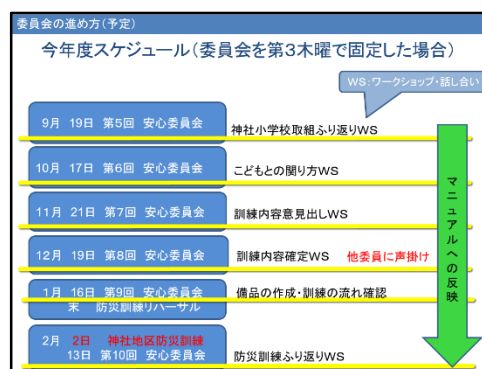 委員会の進め方(予定)
今年度スケジュール(委員会を第3木曜で固定した場合)
WS:ワークショップ・話し合い
9月 19日 第5回 安心委員会
神社小学校取組ふり返りWS
10月 17日 第6回 安心委員会
こどもとの関り方WS
11月 21日 第7回 安心委員会
訓練内容意見出しWS
12月 19日 第8回 安心委員会
訓練内容確定WS 他委員に声掛け
1月 16日 第9回 安心委員会
備品の作成・訓練の流れ確認
末 防災訓練リハーサル
2月 2日 神社地区防災訓練
13日 第10回 安心委員会
防災訓練ふり返りWS
マニュアルへの反映